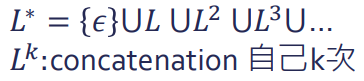 L* = {ϵ}∪L ∪L² ∪L³∪...
Lᵏ:concatenation 自己k次